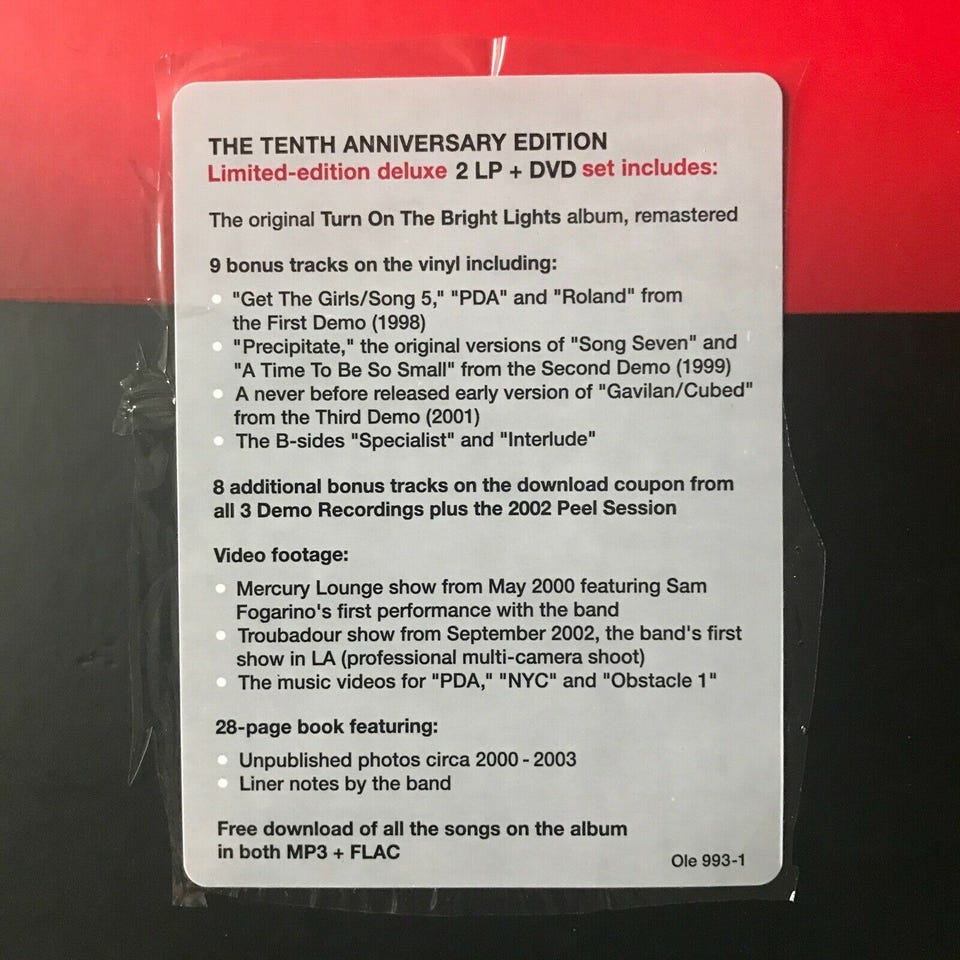 THE TENTH ANNIVERSARY EDITION
Limited-edition deluxe 2 LP + DVD set includes:
The original Turn On The Bright Lights album, remastered
9 bonus tracks on the vinyl including:
• "Get The Girls/Song 5," "PDA" and "Roland" from
the First Demo (1998)
• "Precipitate," the original versions of "Song Seven" and
"A Time To Be So Small" from the Second Demo (1999)
• A never before released early version of "Gavilan/Cubed"
from the Third Demo (2001)
• The B-sides "Specialist" and "Interlude"
8 additional bonus tracks on the download coupon from
all 3 Demo Recordings plus the 2002 Peel Session
Video footage:
• Mercury Lounge show from May 2000 featuring Sam
Fogarino's first performance with the band
• Troubadour show from September 2002, the band's first
show in LA (professional multi-camera shoot)
• The music videos for "PDA," "NYC" and "Obstacle 1"
28-page book featuring:
• Unpublished photos circa 2000 - 2003
• Liner notes by the band
Free download of all the songs on the album
in both MP3 + FLAC
Ole 993-1